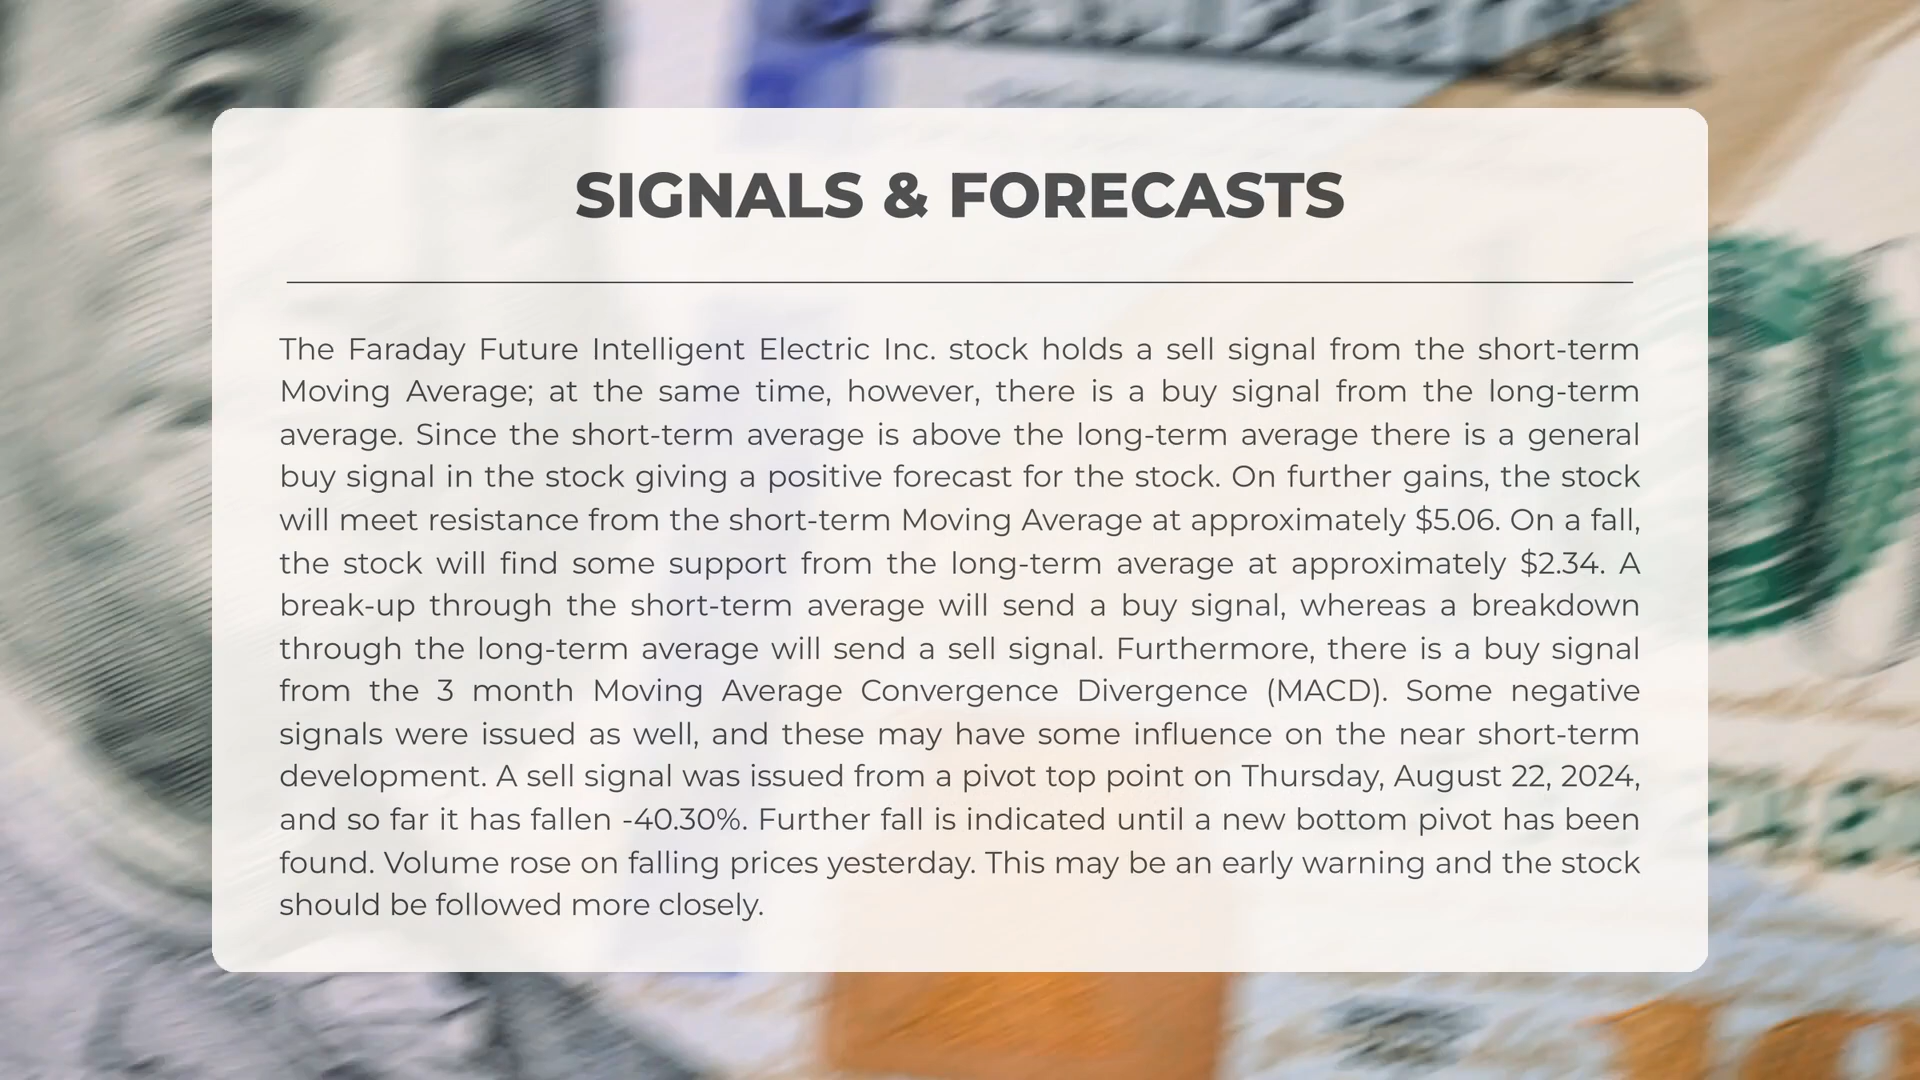 SIGNALS & FORECASTS
The Faraday Future Intelligent Electric Inc. stock holds a sell signal from the short-term
Moving Average; at the same time, however, there is a buy signal from the long-term
average. Since the short-term average is above the long-term average there is a general
buy signal in the stock giving a positive forecast for the stock. On further gains, the stock
will meet resistance from the short-term Moving Average at approximately $5.06. On a fall,
the stock will find some support from the long-term average at approximately $2.34. A
break-up through the short-term average will send a buy signal, whereas a breakdown
through the long-term average will send a sell signal. Furthermore, there is a buy signal
from the 3 month Moving Average Convergence Divergence (MACD). Some negative
signals were issued as well, and these may have some influence on the near short-term
development. A sell signal was issued from a pivot top point on Thursday, August 22, 2024,
and so far it has fallen -40.30%. Further fall is indicated until a new bottom pivot has been
found. Volume rose on falling prices yesterday. This may be an early warning and the stock
should be followed more closely.